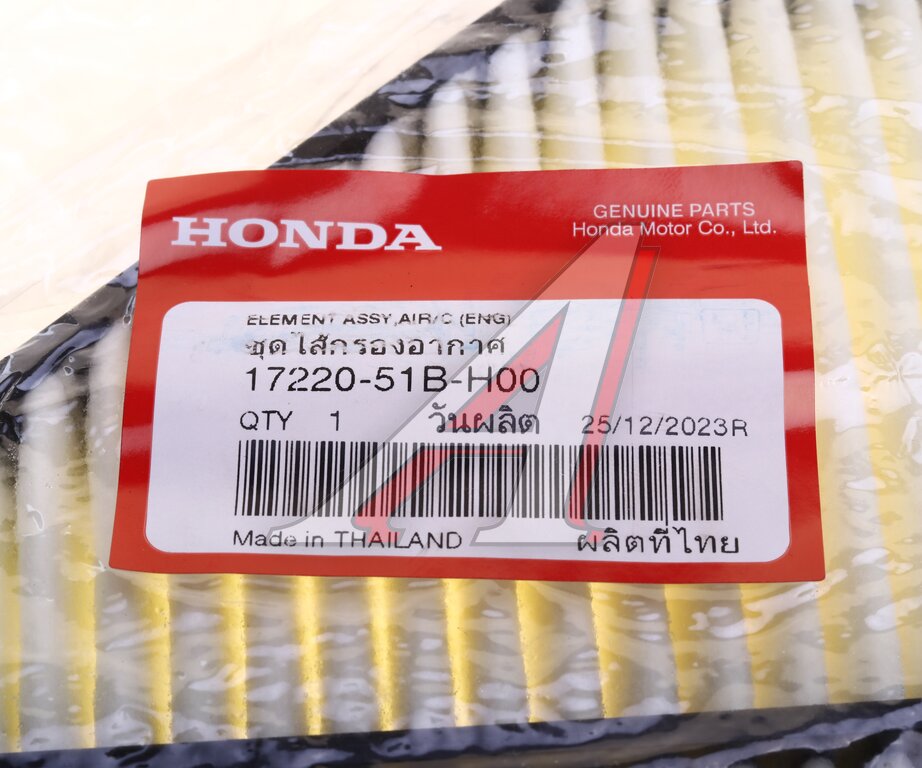 HONDA
GENUINE PARTS
Honda Motor Co., Ltd.
ELEMENT ASSY,AIR/C (ENG)
ชุดไส้กรองอากาศ
17220-51B-H00
QTY 1 วันผลิต 25/12/2023R
Made in THAILAND ผลิตที่ไทย